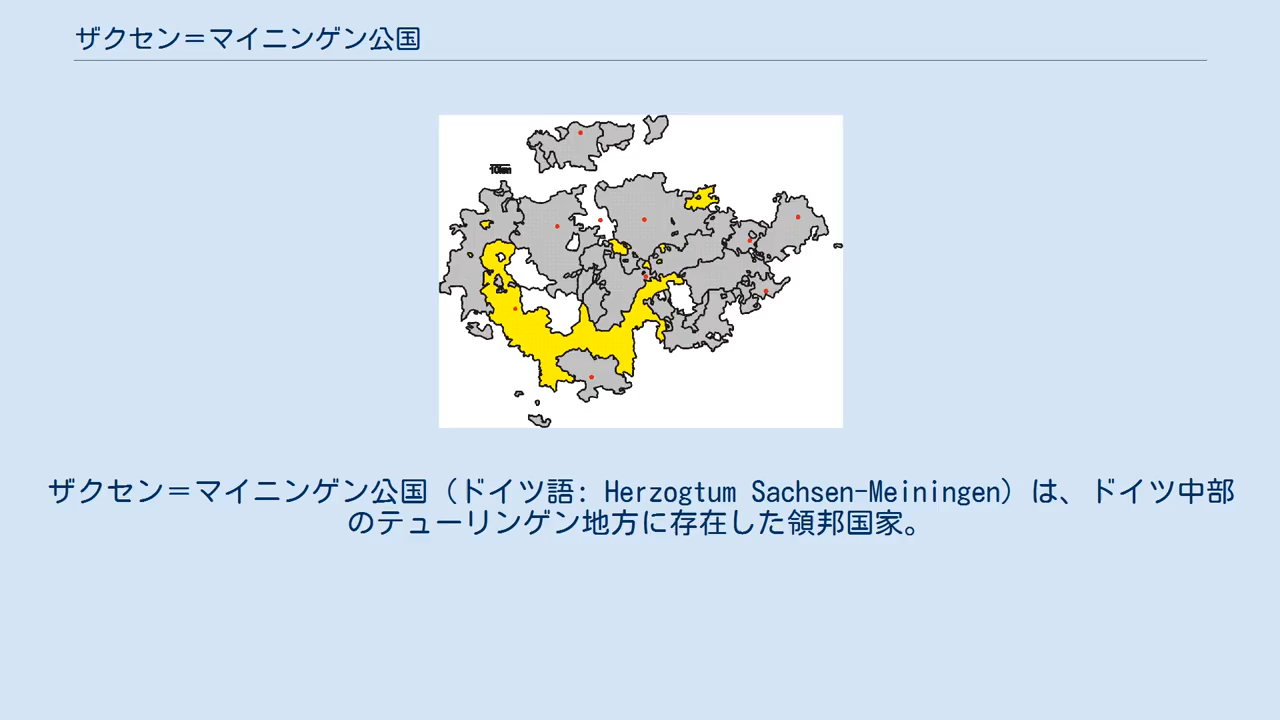 ザクセン＝マイニンゲン公国
10km
ザクセン＝マイニンゲン公国（ドイツ語: Herzogtum Sachsen-Meiningen）は、ドイツ中部
のテューリンゲン地方に存在した領邦国家。